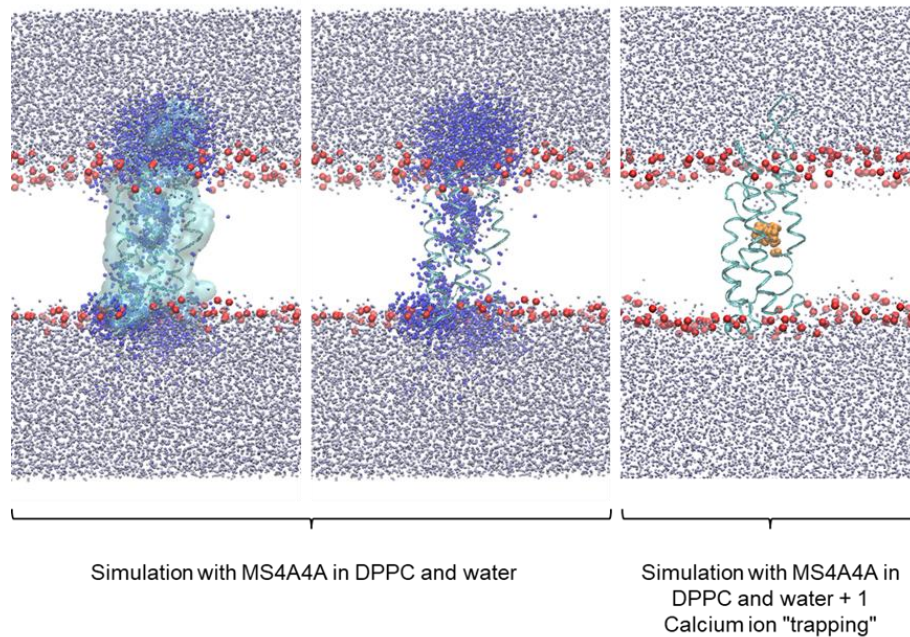 Simulation with MS4A4A in DPPC and water
Simulation with MS4A4A in
DPPC and water + 1
Calcium ion "trapping"